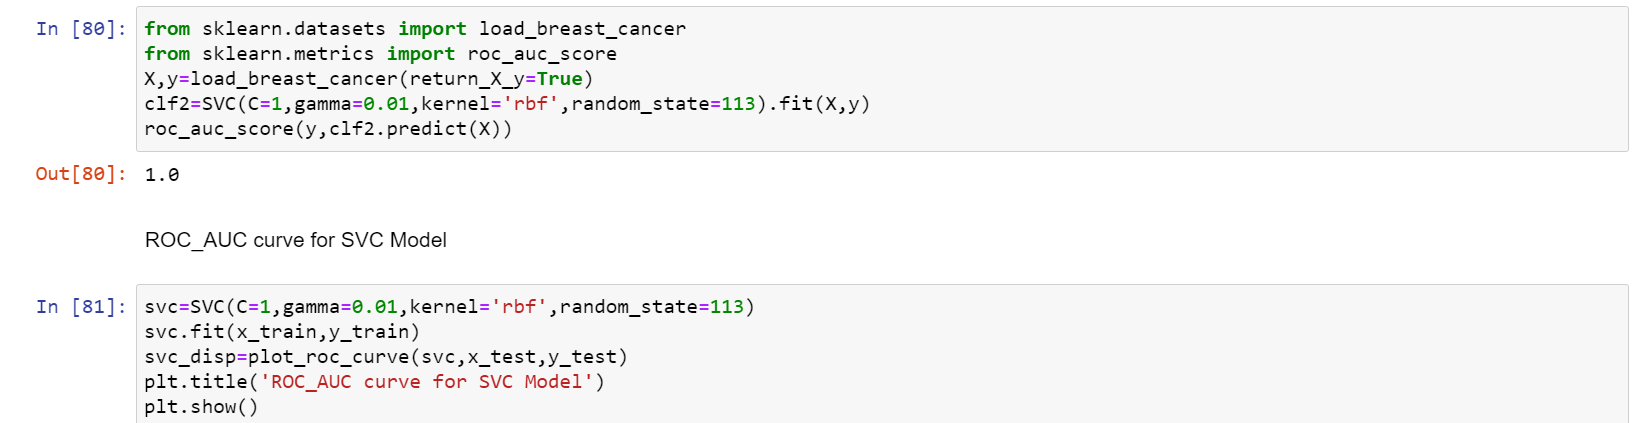 In [80]: from sklearn.datasets import load_breast_cancer
from sklearn.metrics import roc_auc_score
X,y=load_breast_cancer(return_X_y=True)
clf2=SVC(C=1,gamma=0.01,kernel='rbf',random_state=113).fit(X,y)
roc_auc_score(y,clf2.predict(X))
Out[80]: 1.0
ROC_AUC curve for SVC Model
In [81]: svc=SVC(C=1,gamma=0.01,kernel='rbf',random_state=113)
svc.fit(x_train,y_train)
svc_disp=plot_roc_curve(svc,x_test,y_test)
plt.title('ROC_AUC curve for SVC Model')
plt.show()